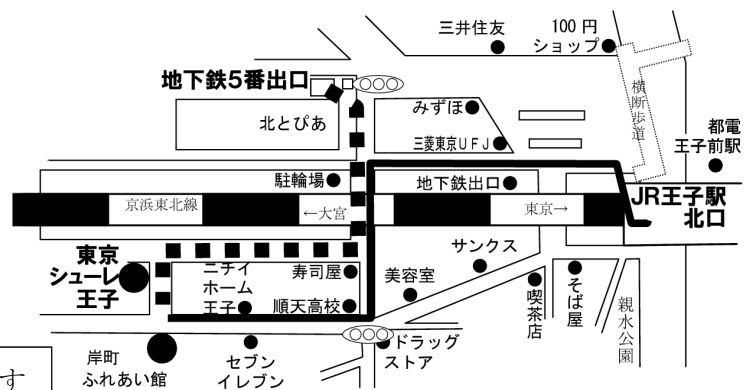 三井住友
100 円
ショップ
地下鉄5番出口
みずほ
北とぴあ
三菱東京UFJ
横断歩道
都電
王子前駅
駐輪場
地下鉄出口
JR王子駅
北口
京浜東北線
←大宮
東京→
東京
シューレ
王子
ニチイ
ホーム
王子
寿司屋
順天高校
美容室
サンクス
喫茶店
そば屋
親水公園
岸町
ふれあい館
セブン
イレブン
ドラッグ
ストア
す